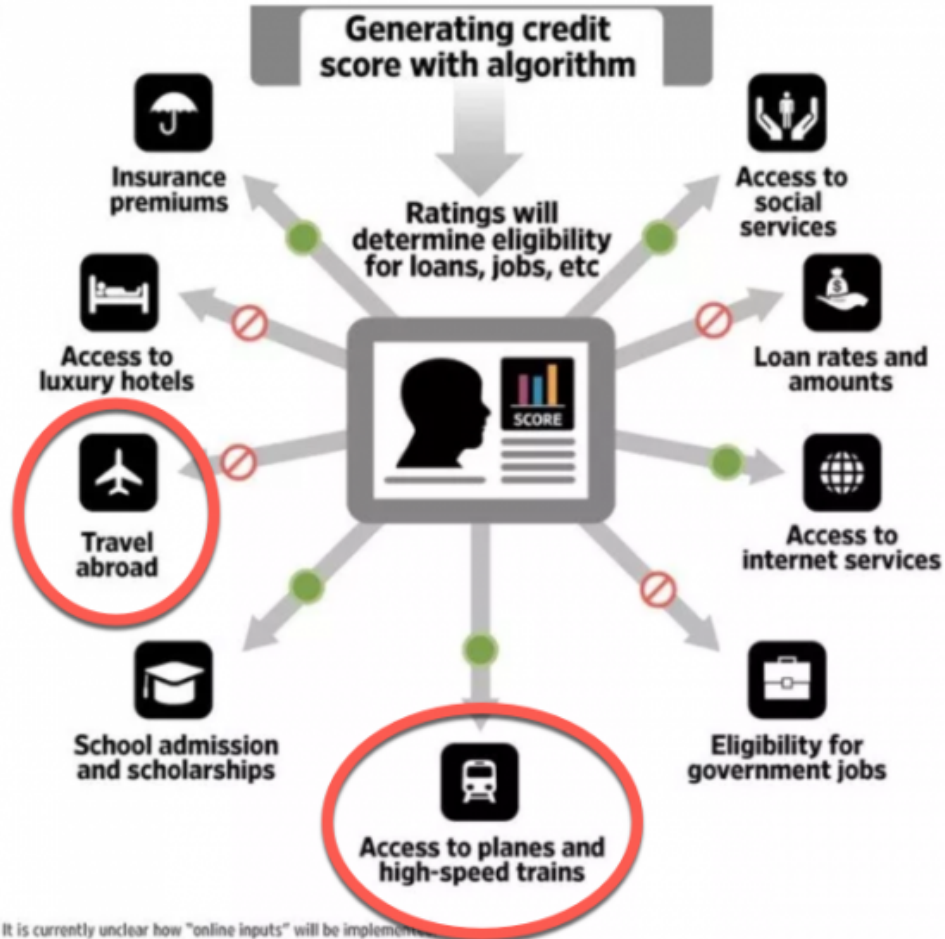 Generating credit
score with algorithm
Ratings will
determine eligibility
for loans, jobs, etc
Insurance
premiums
Access to
social
services
Access to
luxury hotels
Loan rates and
amounts
SCORE
Travel
abroad
Access to
internet services
School admission
and scholarships
Eligibility for
government jobs
Access to planes and
high-speed trains
It is currently unclear how "online inputs" will be implemented